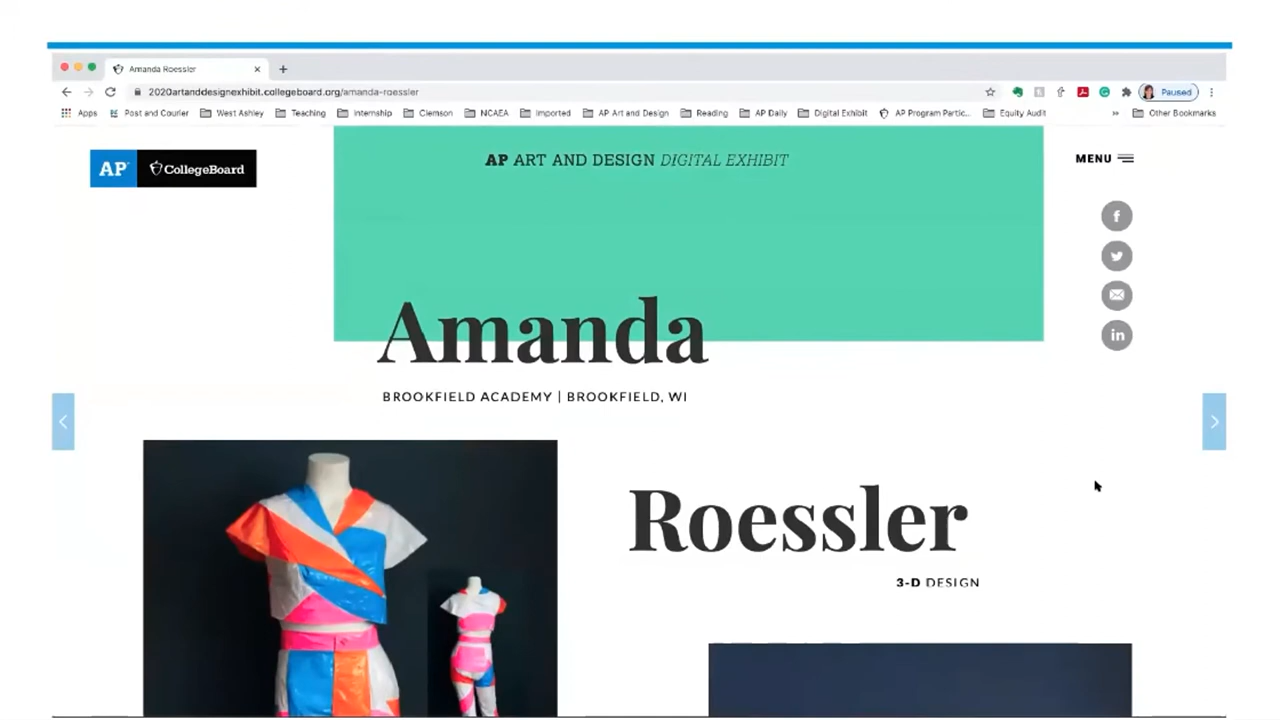 Amanda Roessler
2020artanddesignexhibit.collegeboard.org/amanda-roessler
Paused
Apps Post and Courier West Ashley Teaching Internship Clemson NCAEA Imported AP Art and Design Reading AP Daily Digital Exhibit AP Program Partic... Equity Audit » Other Bookmarks
AP CollegeBoard
AP ART AND DESIGN DIGITAL EXHIBIT
MENU
Amanda
BROOKFIELD ACADEMY | BROOKFIELD, WI
Roessler
3-D DESIGN